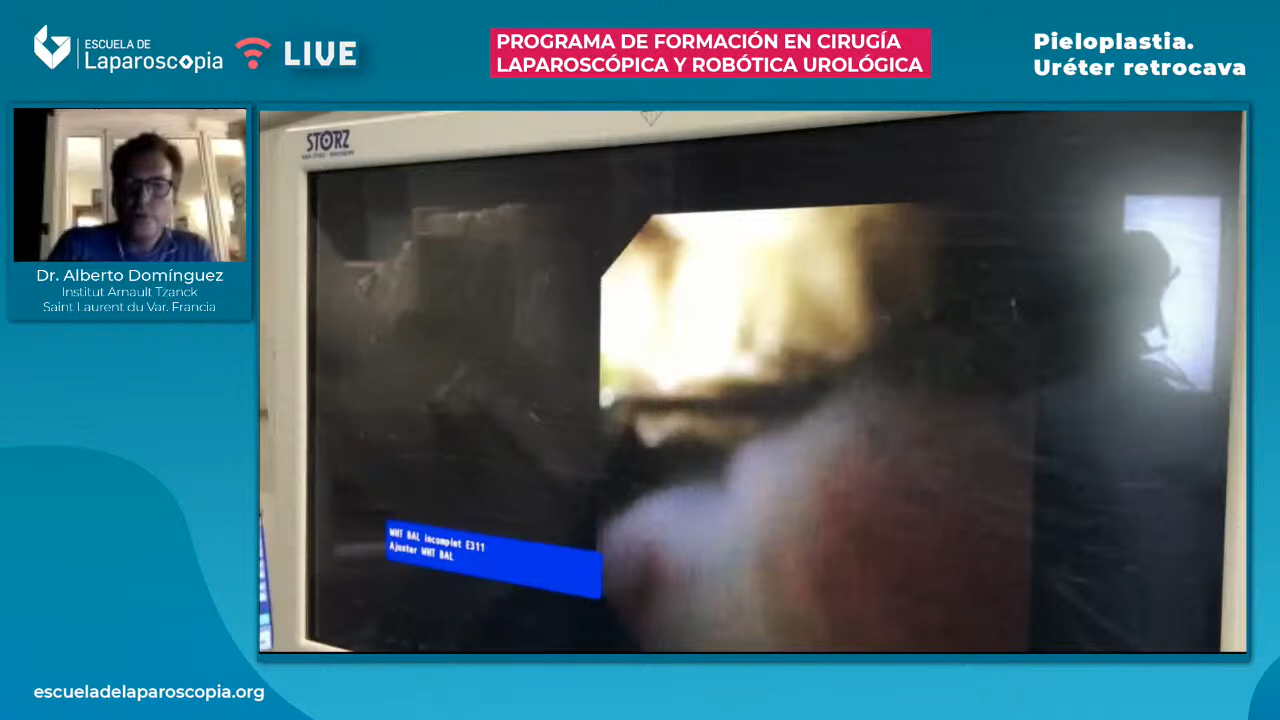 ESCUELA DE
Laparoscopia
LIVE
PROGRAMA DE FORMACIÓN EN CIRUGÍA
LAPAROSCÓPICA Y ROBÓTICA UROLÓGICA
Pieloplastia.
Uréter retrocava
STORZ
Dr. Alberto Domínguez
Institut Arnault Tzanck
Saint Laurent du Var. Francia
WHT BAL incomplet E311
Ajuster WHT BAL
escueladelaparoscopia.org